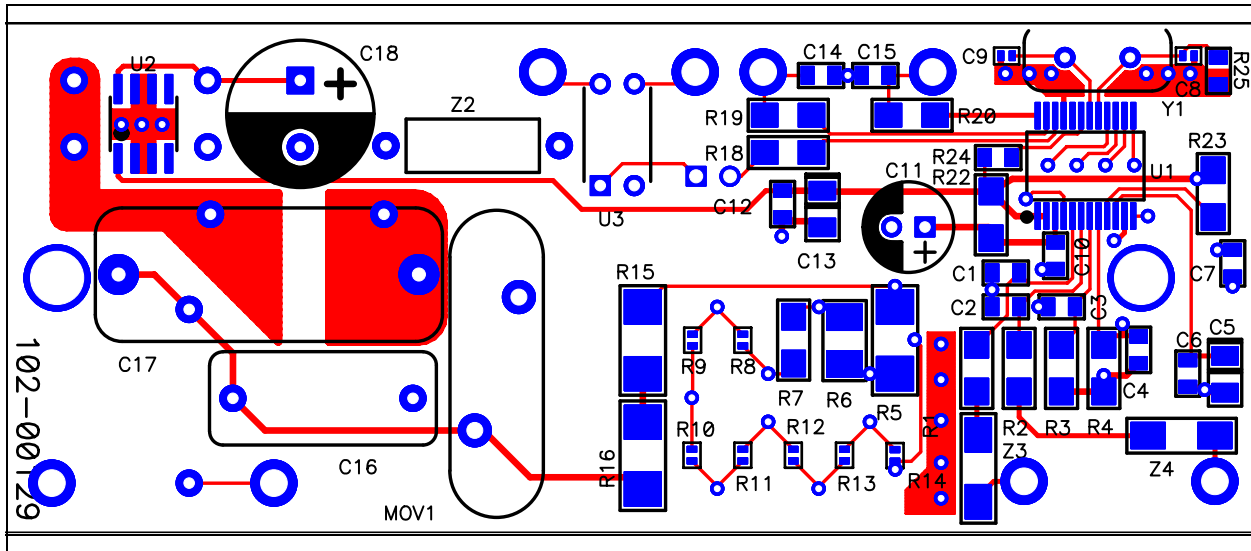 U2
C18
Z2
C14
C15
C9
C8
R25
Y1
R19
R20
R18
R24
R23
U1
R22
C11
U3
C12
C13
C10
C7
C1
C2
C3
R15
R9
R8
R7
R6
R5
C6
C5
C4
C17
R10
R12
R1
R2
R3
R4
Z3
Z4
C16
R16
R11
R13
R14
MOV1
102-00129
+
+